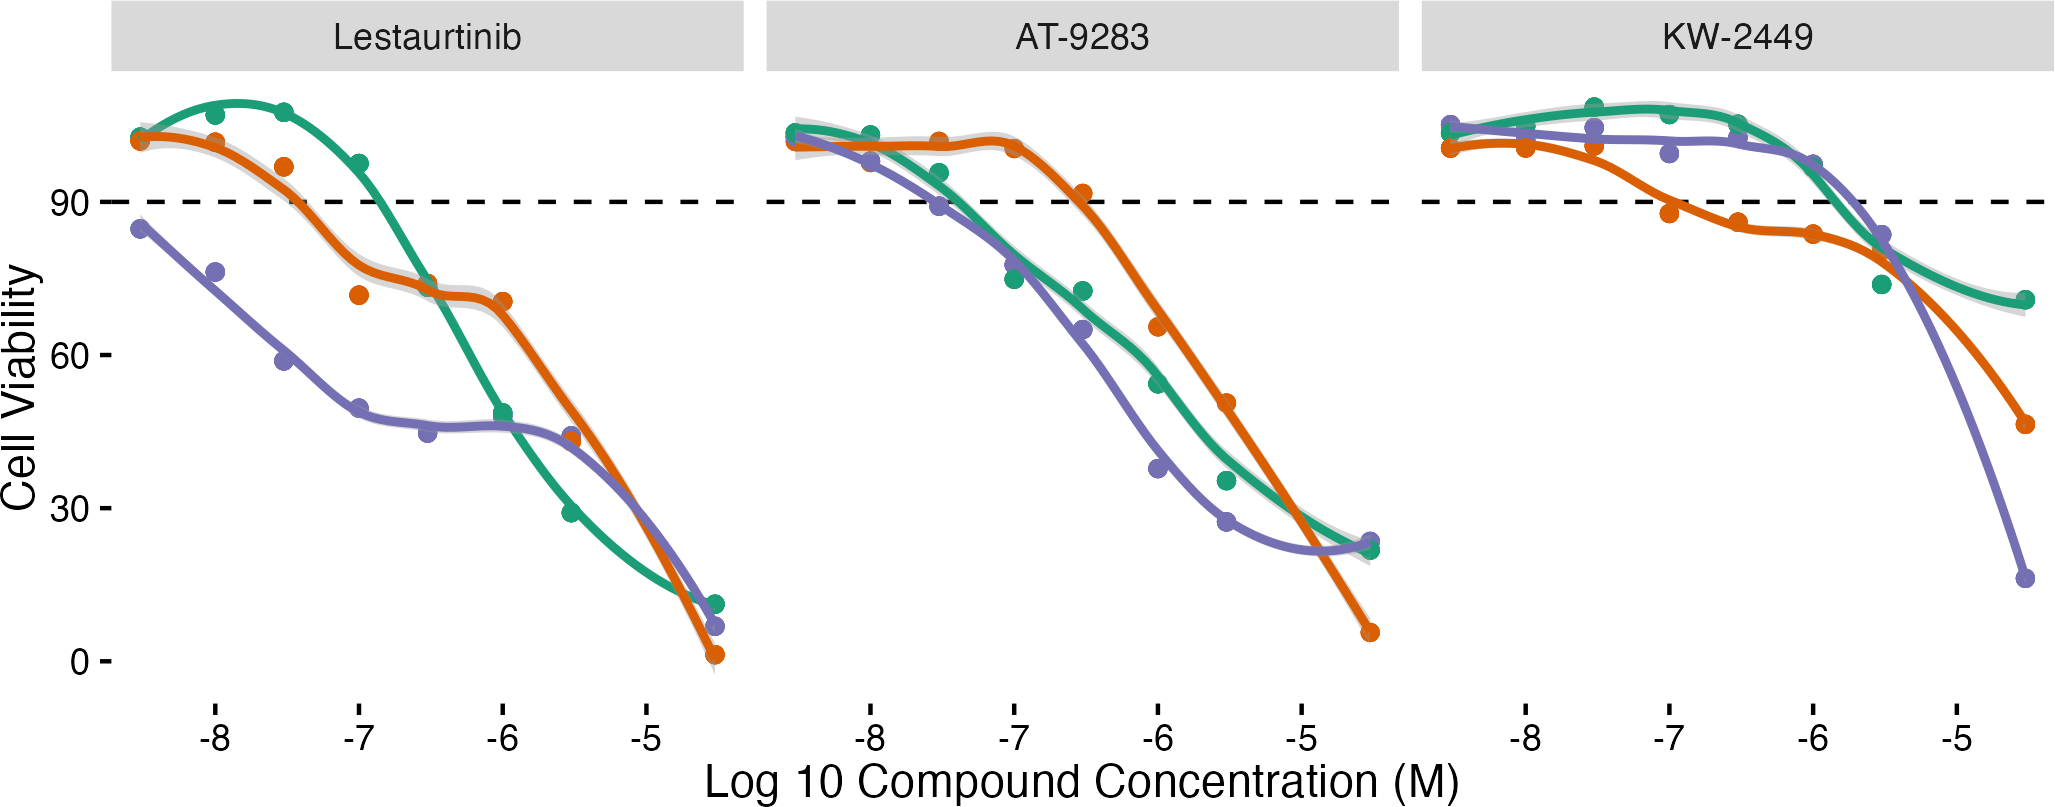 Lestaurtinib
AT-9283
KW-2449
Cell Viability
90
60
30
0
-8 -7 -6 -5
-8 -7 -6 -5
-8 -7 -6 -5
Log 10 Compound Concentration (M)